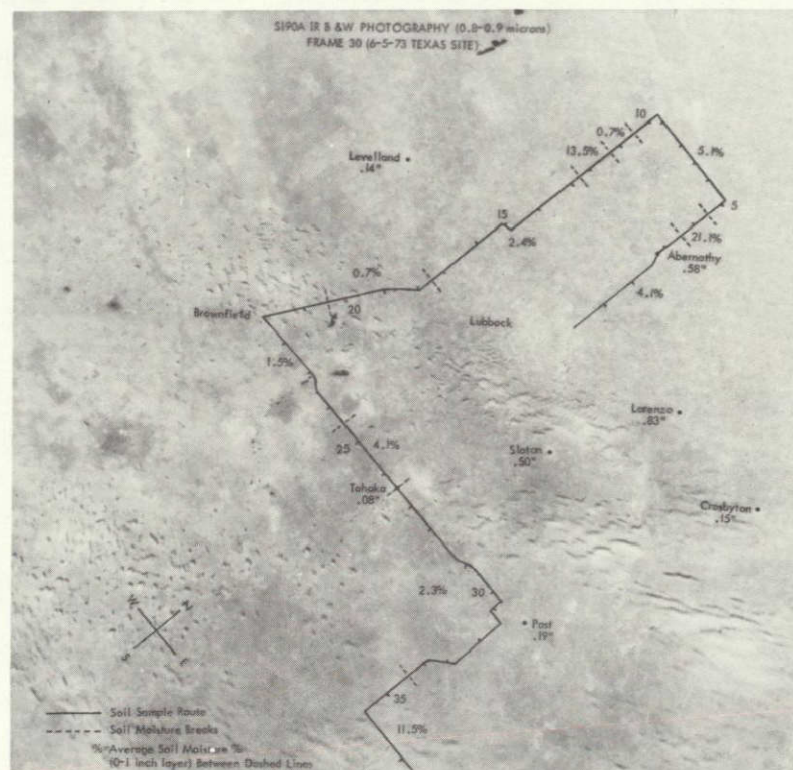 S190A IR B &W PHOTOGRAPHY (0.8-0.9 microns)
FRAME 30 (6-5-73 TEXAS SITE)
10
0.7%
13.5%
5.1%
Levelland
.14"
15
2.4%
5
21.1%
Abernathy
.58"
0.7%
4.1%
20
Brownfield
Lubbock
1.5%
Lorenzo
.83"
25
4.1%
Slaton
.50"
Tahoka
.08"
Crosbyton
.15"
2.3%
30
W
N
Post
.19"
S
E
35
Soil Sample Route
Soil Moisture Breaks
11.5%
%-Average Soil Moisture %
(0-1 inch layer) Between Dashed Lines